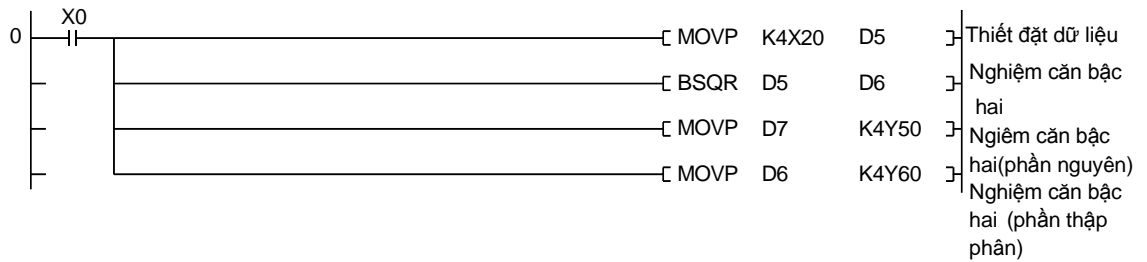 X0
0 MOVP K4X20 D5 Thiết đặt dữ liệu
BSQR D5 D6 Nghiệm căn bậc
hai
MOVP D7 K4Y50 Ngiêm căn bậc
hai(phần nguyên)
MOVP D6 K4Y60 Nghiệm căn bậc
hai (phần thập
phân)